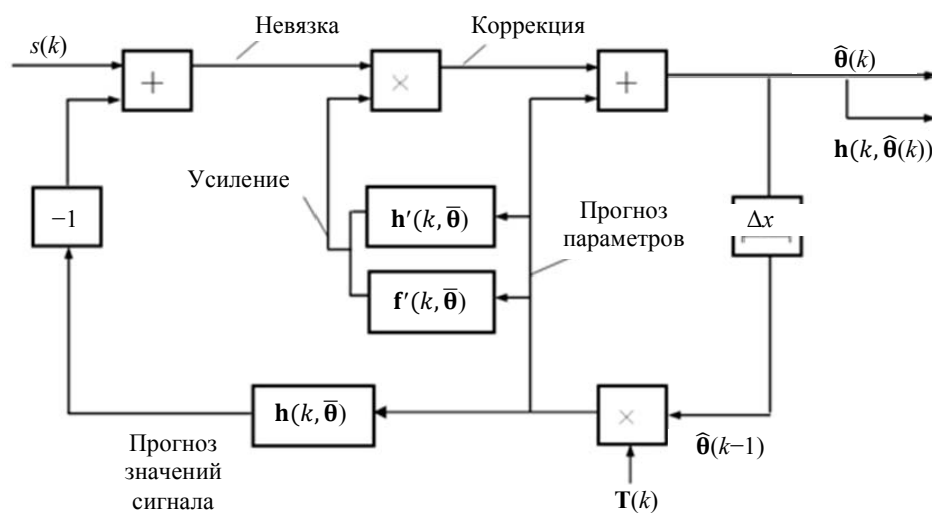 Невязка
Коррекция
s(k)
+
×
+
θ̂(k)
h(k, θ̂(k))
Усиление
−1
h′(k, θ̄)
Прогноз
параметров
Δx
f′(k, θ̄)
h(k, θ̄)
×
θ̂(k−1)
Прогноз
значений
сигнала
T(k)